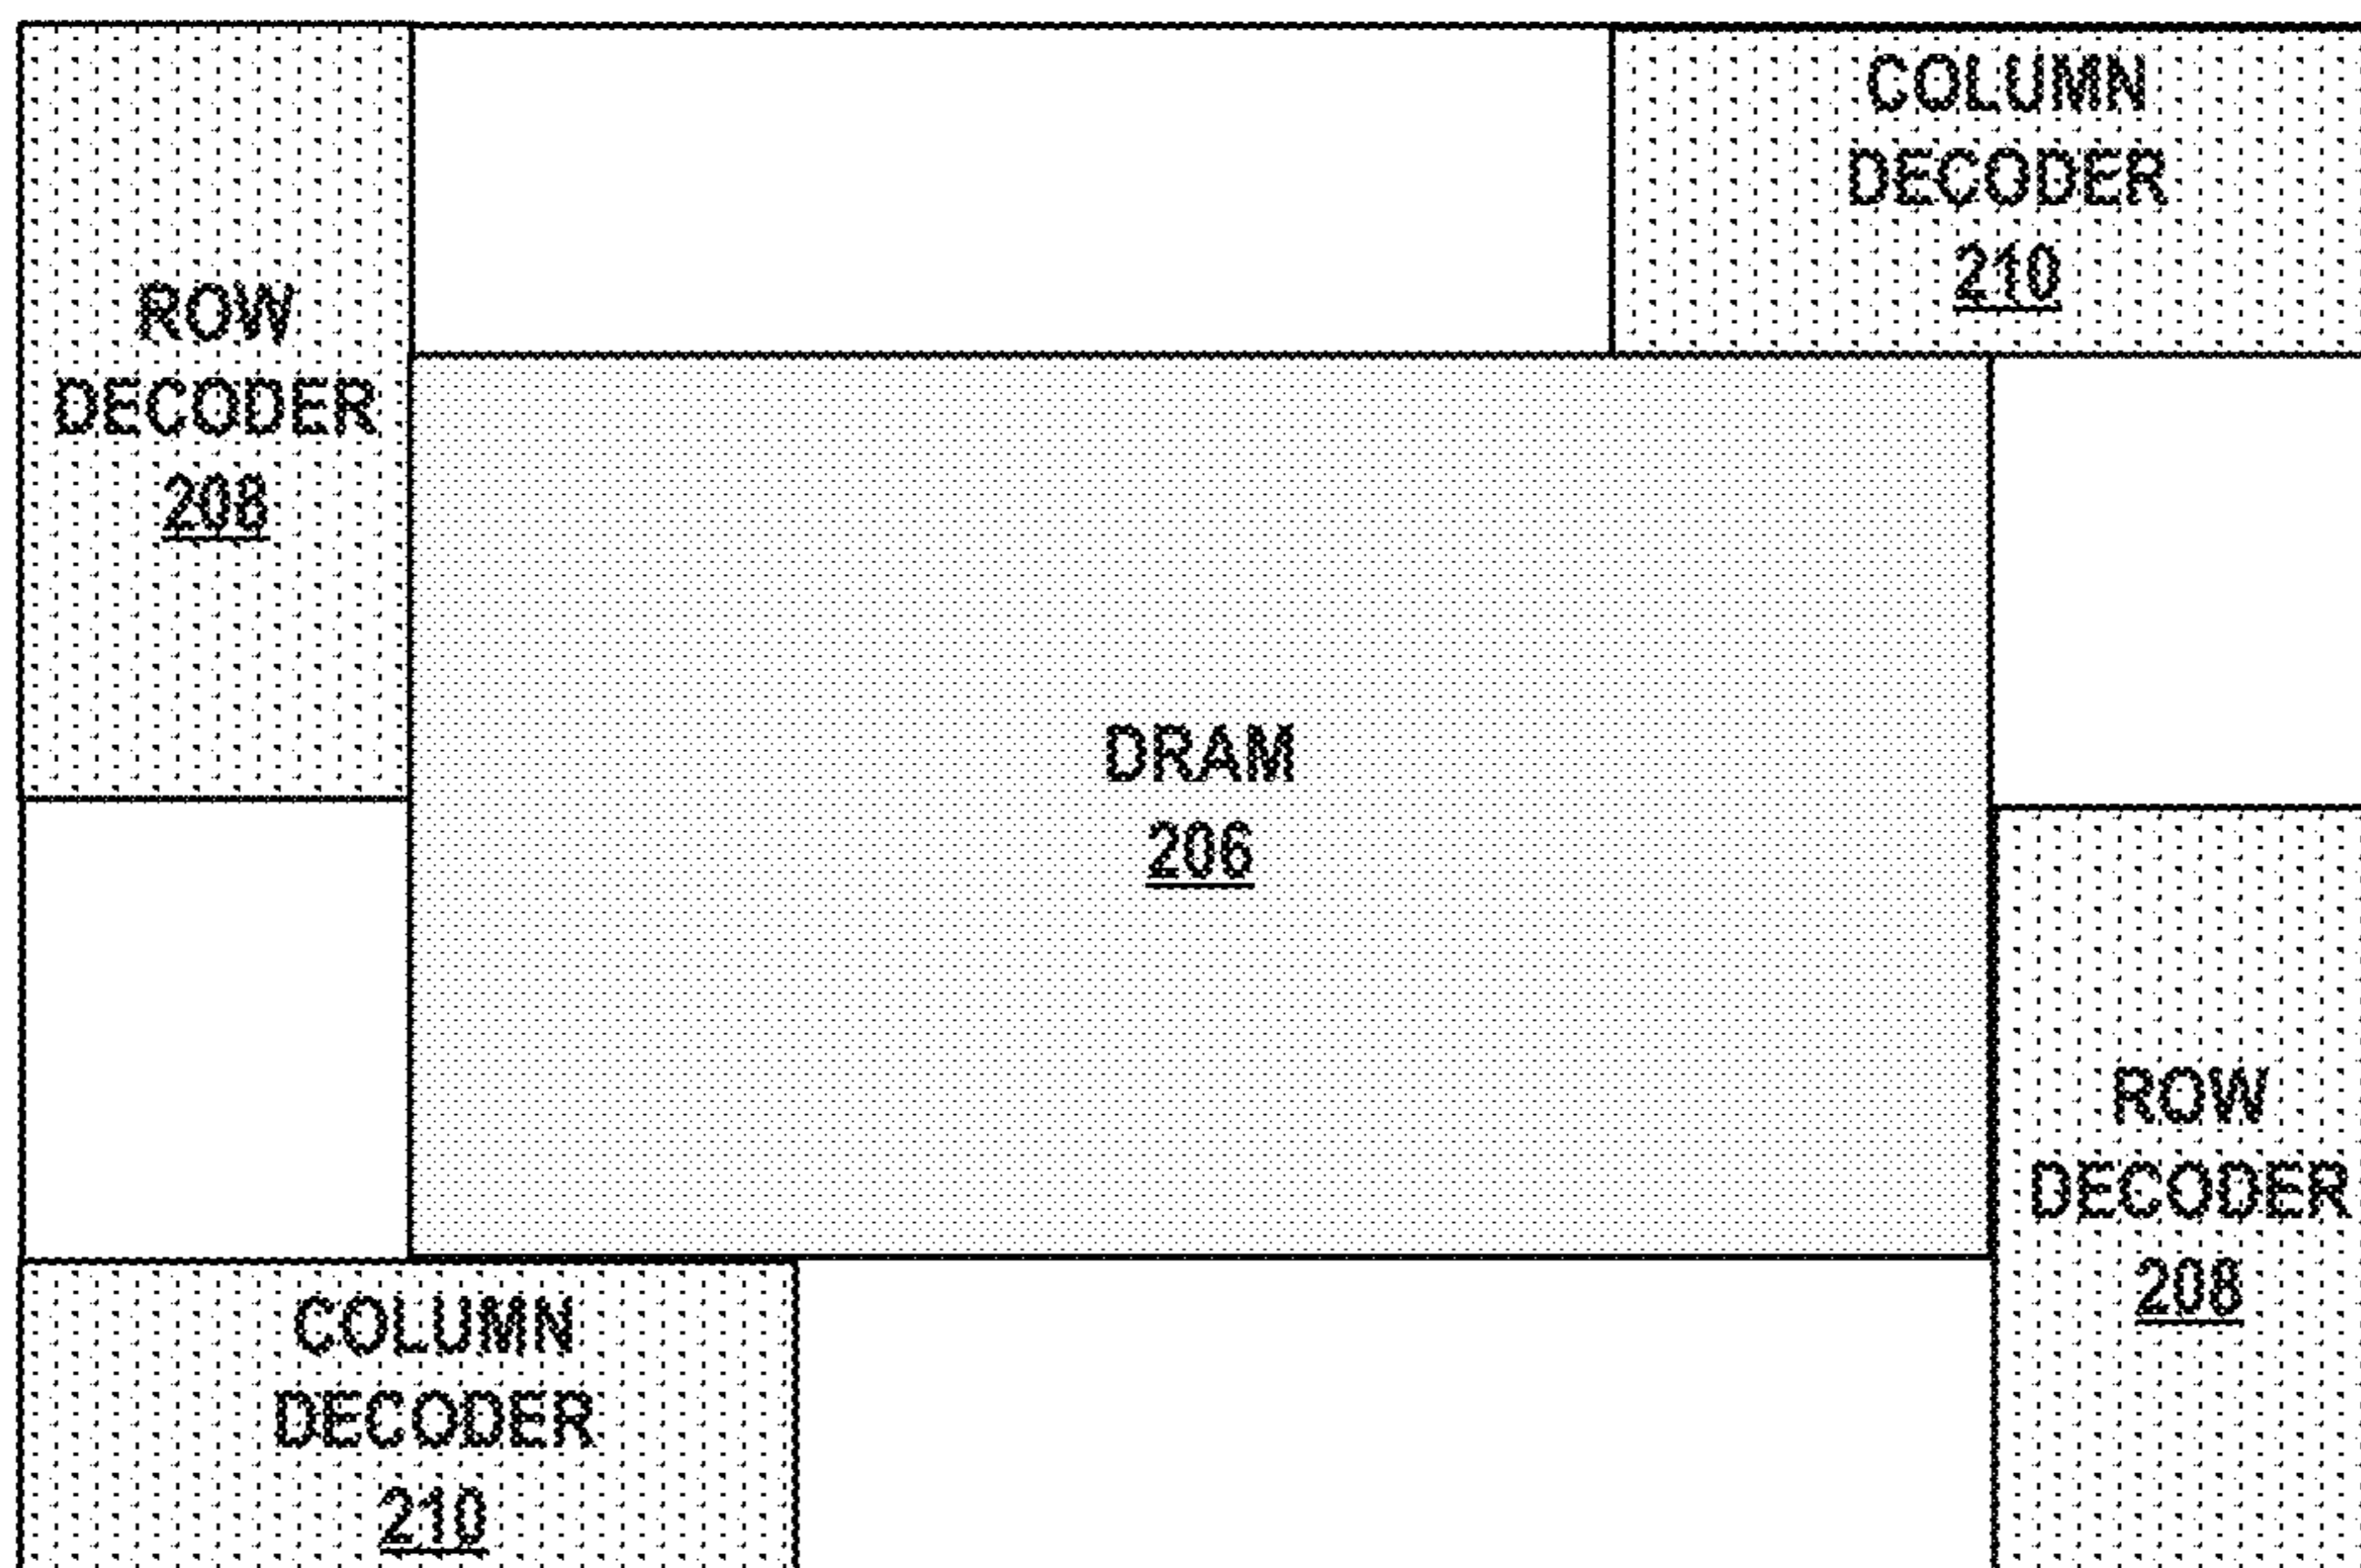 COLUMN
DECODER
210
ROW
DECODER
208
DRAM
206
ROW
DECODER
208
COLUMN
DECODER
210